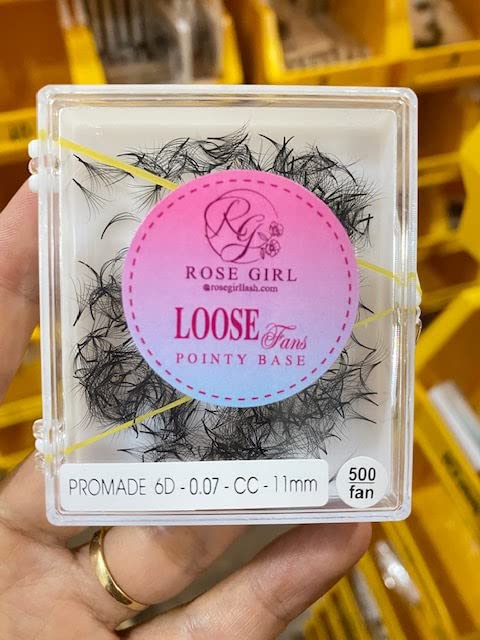 RG
ROSE GIRL
@rosegirllash.com
LOOSE Fans
POINTY BASE
PROMADE 6D - 0.07 - CC - 11mm
500
fan